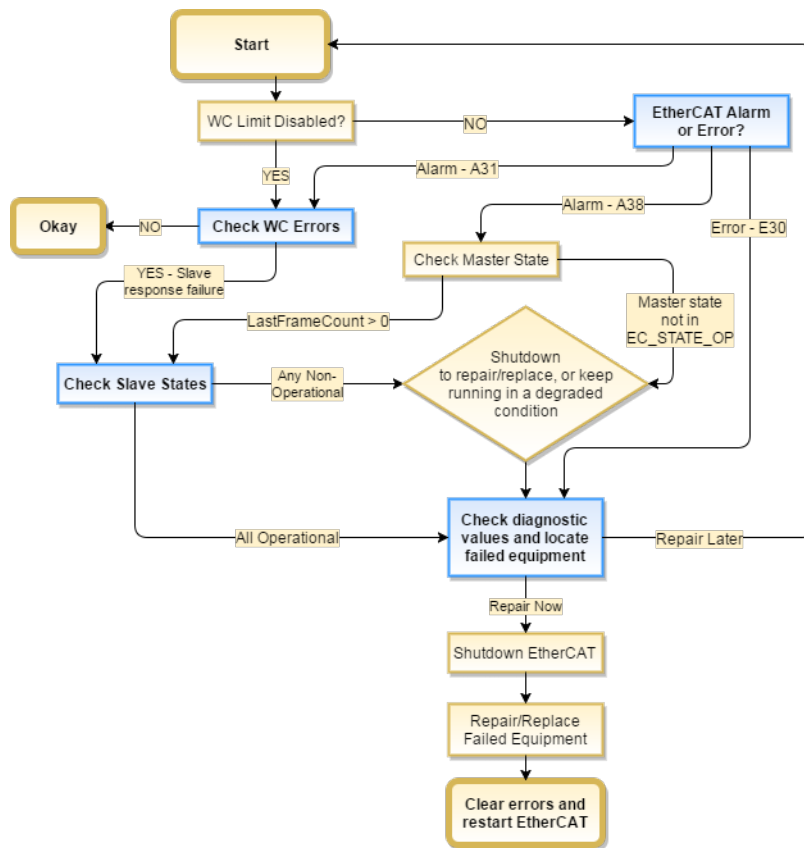 Start
WC Limit Disabled?
NO
EtherCAT Alarm
or Error?
YES
Alarm - A31
Alarm - A38
Error - E30
Okay
NO
Check WC Errors
Check Master State
YES - Slave
response failure
LastFrameCount > 0
Master state
not in
EC_STATE_OP
Check Slave States
Any Non-
Operational
Shutdown
to repair/replace, or keep
running in a degraded
condition
All Operational
Check diagnostic
values and locate
failed equipment
Repair Later
Repair Now
Shutdown EtherCAT
Repair/Replace
Failed Equipment
Clear errors and
restart EtherCAT